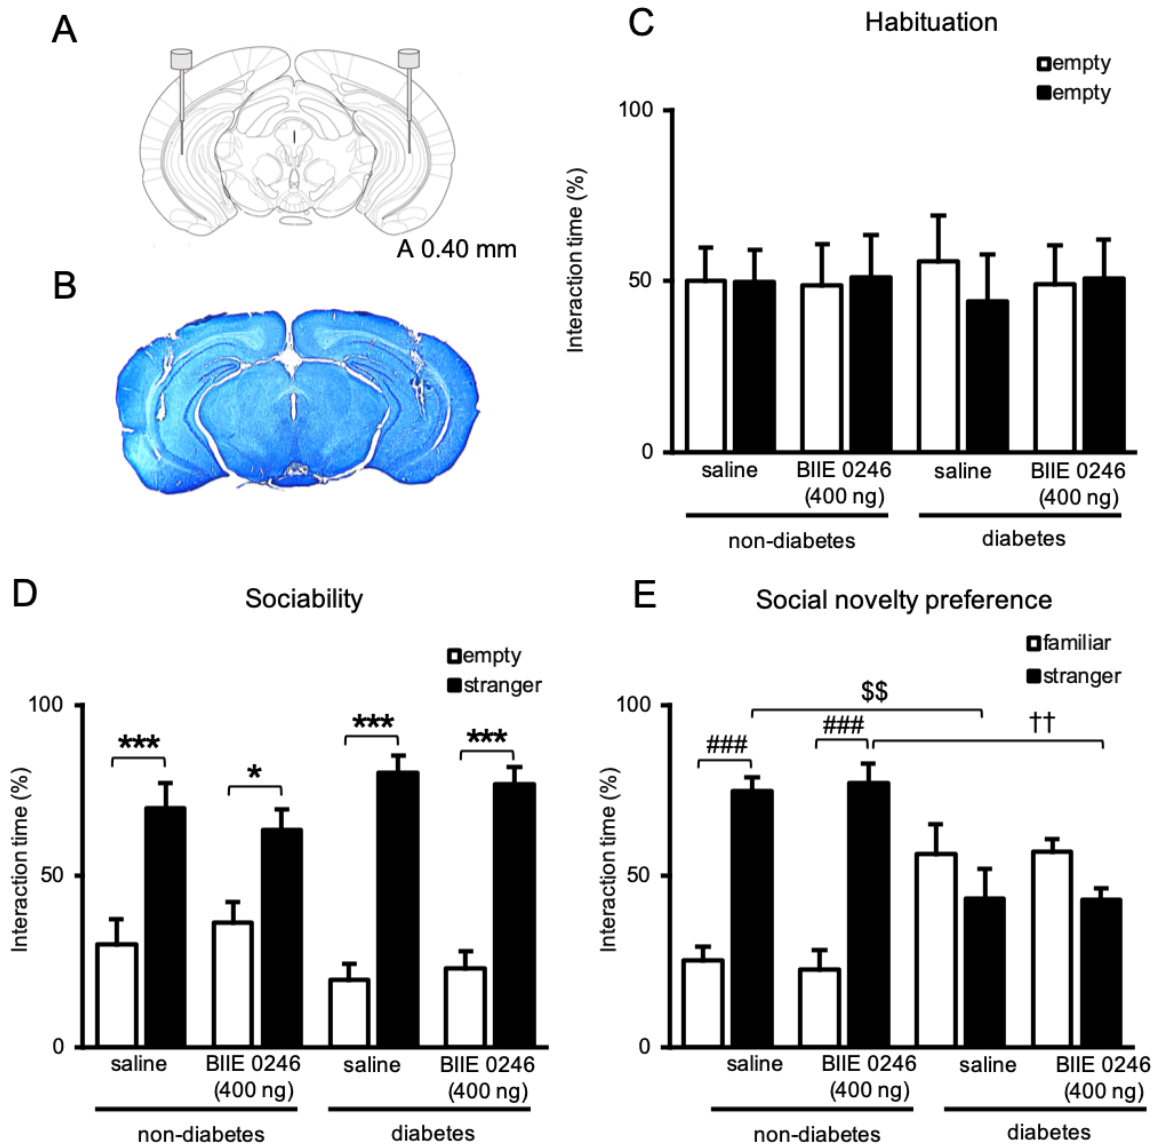 A
A 0.40 mm
B
C
Habituation
empty
empty
100
50
0
Interaction time (%)
saline
BIIE 0246
(400 ng)
saline
BIIE 0246
(400 ng)
non-diabetes
diabetes
D
Sociability
empty
stranger
100
50
0
Interaction time (%)
***
*
***
***
saline
BIIE 0246
(400 ng)
saline
BIIE 0246
(400 ng)
non-diabetes
diabetes
E
Social novelty preference
familiar
stranger
100
50
0
Interaction time (%)
$$
###
###
††
saline
BIIE 0246
(400 ng)
saline
BIIE 0246
(400 ng)
non-diabetes
diabetes